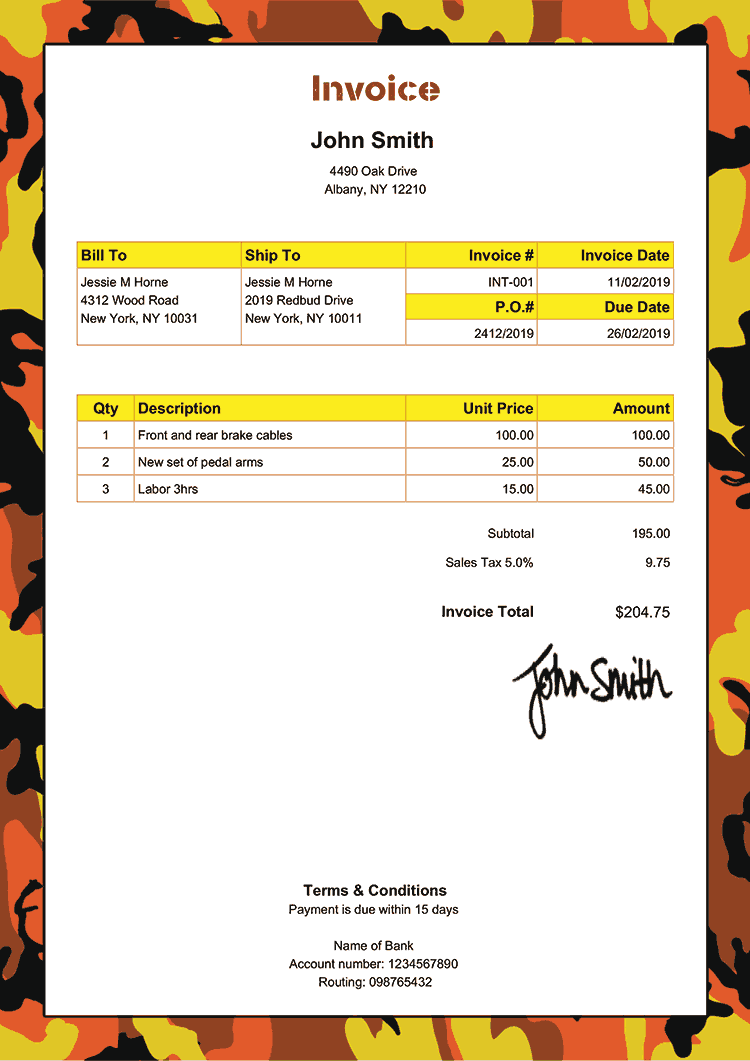 Invoice
John Smith
4490 Oak Drive
Albany, NY 12210
Bill To Ship To Invoice # Invoice Date
Jessie M Horne Jessie M Horne INT-001 11/02/2019
4312 Wood Road 2019 Redbud Drive P.O.# Due Date
New York, NY 10031 New York, NY 10011 2412/2019 26/02/2019
Qty Description Unit Price Amount
1 Front and rear brake cables 100.00 100.00
2 New set of pedal arms 25.00 50.00
3 Labor 3hrs 15.00 45.00
Subtotal 195.00
Sales Tax 5.0% 9.75
Invoice Total $204.75
John Smith
Terms & Conditions
Payment is due within 15 days
Name of Bank
Account number: 1234567890
Routing: 098765432